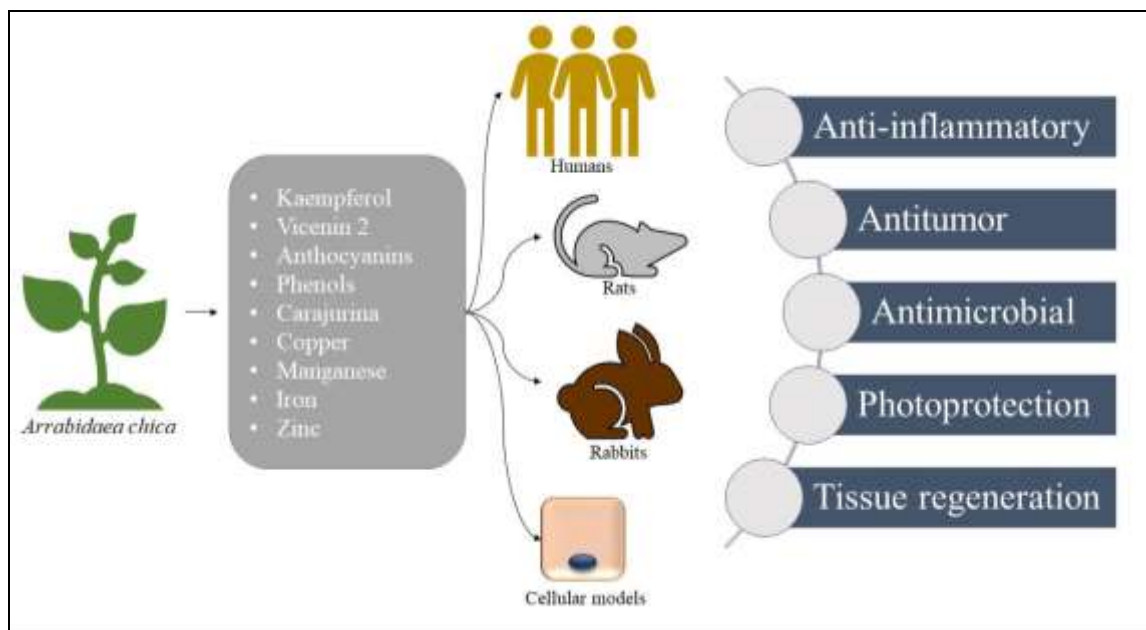 Arrabidaea chica
• Kaempferol
• Vicenin 2
• Anthocyanins
• Phenols
• Carajurina
• Copper
• Manganese
• Iron
• Zinc
Humans
Rats
Rabbits
Cellular models
Anti-inflammatory
Antitumor
Antimicrobial
Photoprotection
Tissue regeneration